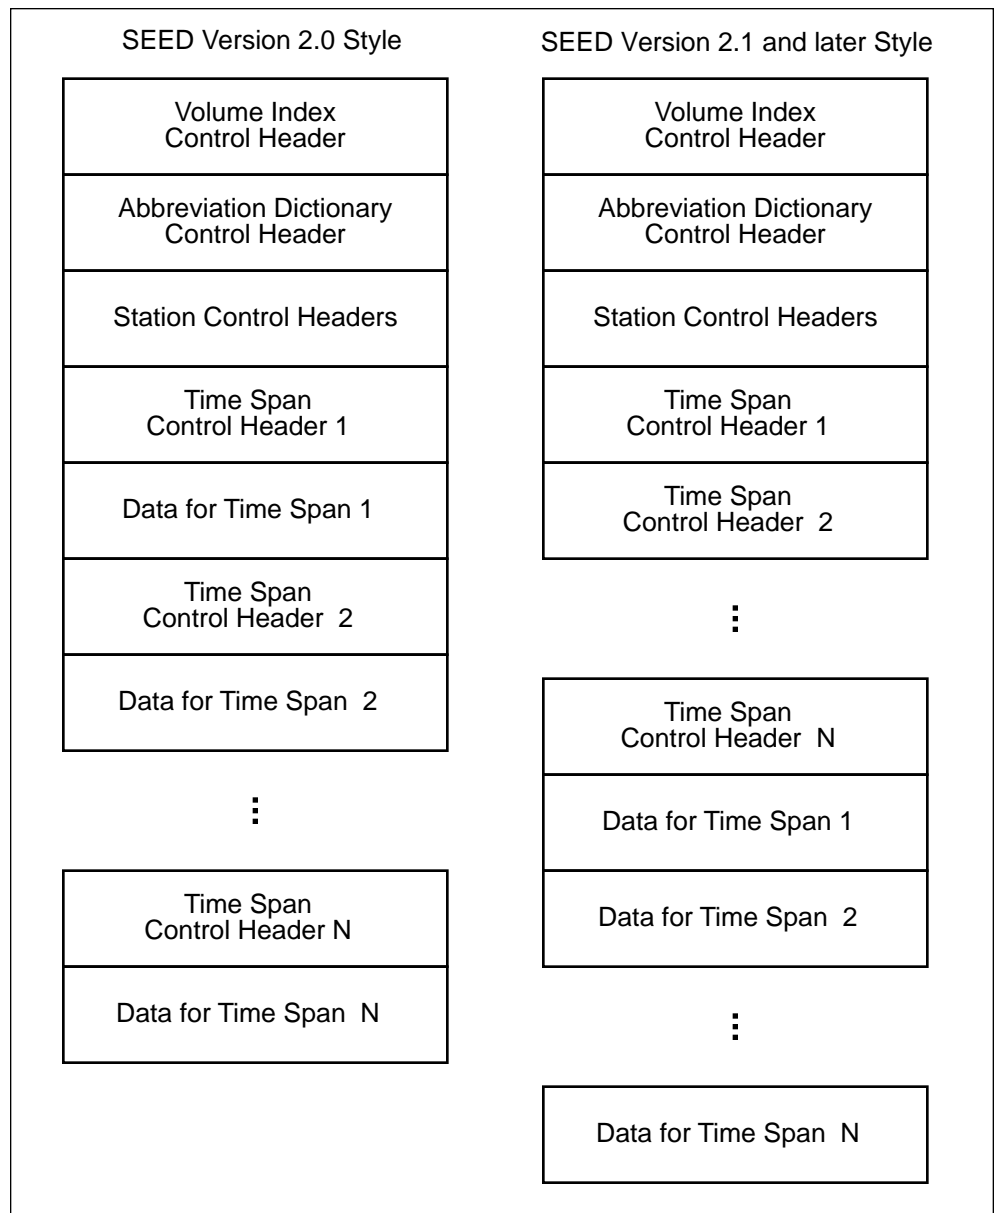 SEED Version 2.0 Style
Volume Index
Control Header
Abbreviation Dictionary
Control Header
Station Control Headers
Time Span
Control Header 1
Data for Time Span 1
Time Span
Control Header 2
Data for Time Span 2
Time Span
Control Header N
Data for Time Span N
SEED Version 2.1 and later Style
Volume Index
Control Header
Abbreviation Dictionary
Control Header
Station Control Headers
Time Span
Control Header 1
Time Span
Control Header 2
Time Span
Control Header N
Data for Time Span 1
Data for Time Span 2
Data for Time Span N